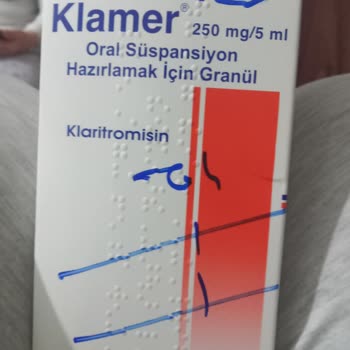 Klamer® 250 mg/5 ml
Oral Süspansiyon
Hazırlamak İçin Granül
Klaritromisin